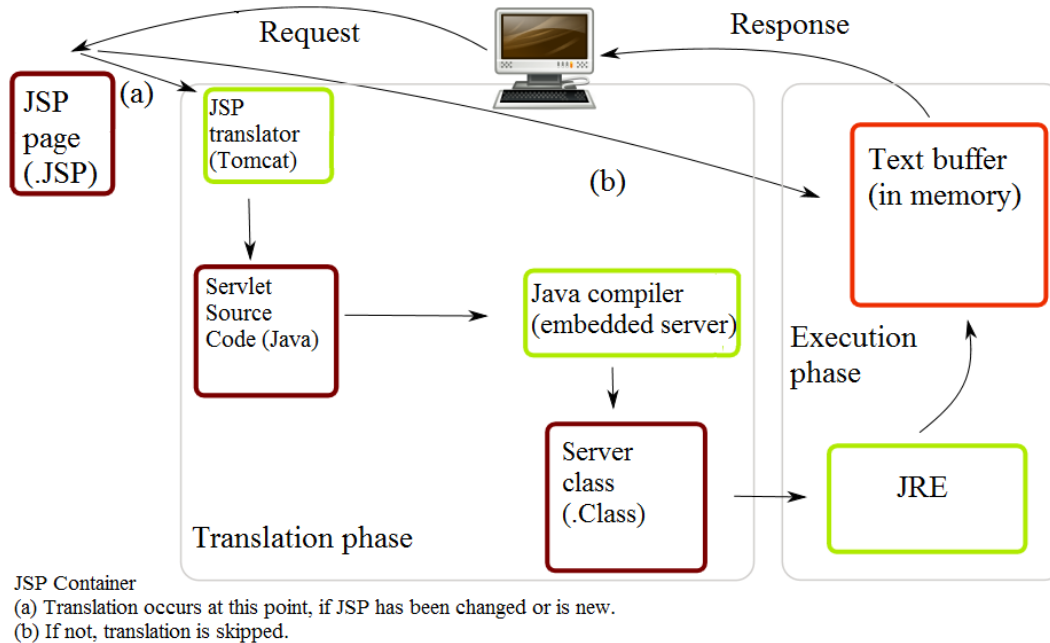 Request
Response
JSP
page
(.JSP)
(a)
JSP
translator
(Tomcat)
(b)
Text buffer
(in memory)
Servlet
Source
Code (Java)
Java compiler
(embedded server)
Execution
phase
Server
class
(.Class)
JRE
Translation phase
JSP Container
(a) Translation occurs at this point, if JSP has been changed or is new.
(b) If not, translation is skipped.